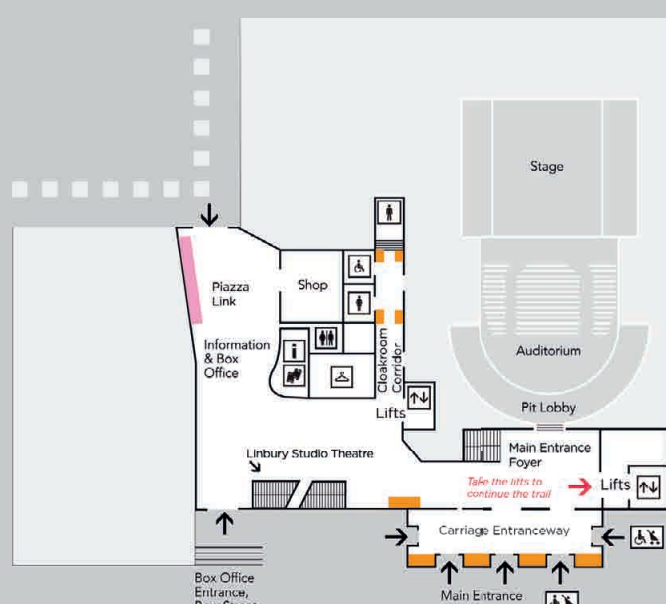 Stage
Piazza
Link
Shop
Information
& Box
Office
Cloakroom
Corridor
Auditorium
Pit Lobby
Lifts
Linbury Studio Theatre
Main Entrance
Foyer
Take the lifts to
continue the trail
Lifts
Carriage Entranceway
Box Office
Entrance,
Main Entrance